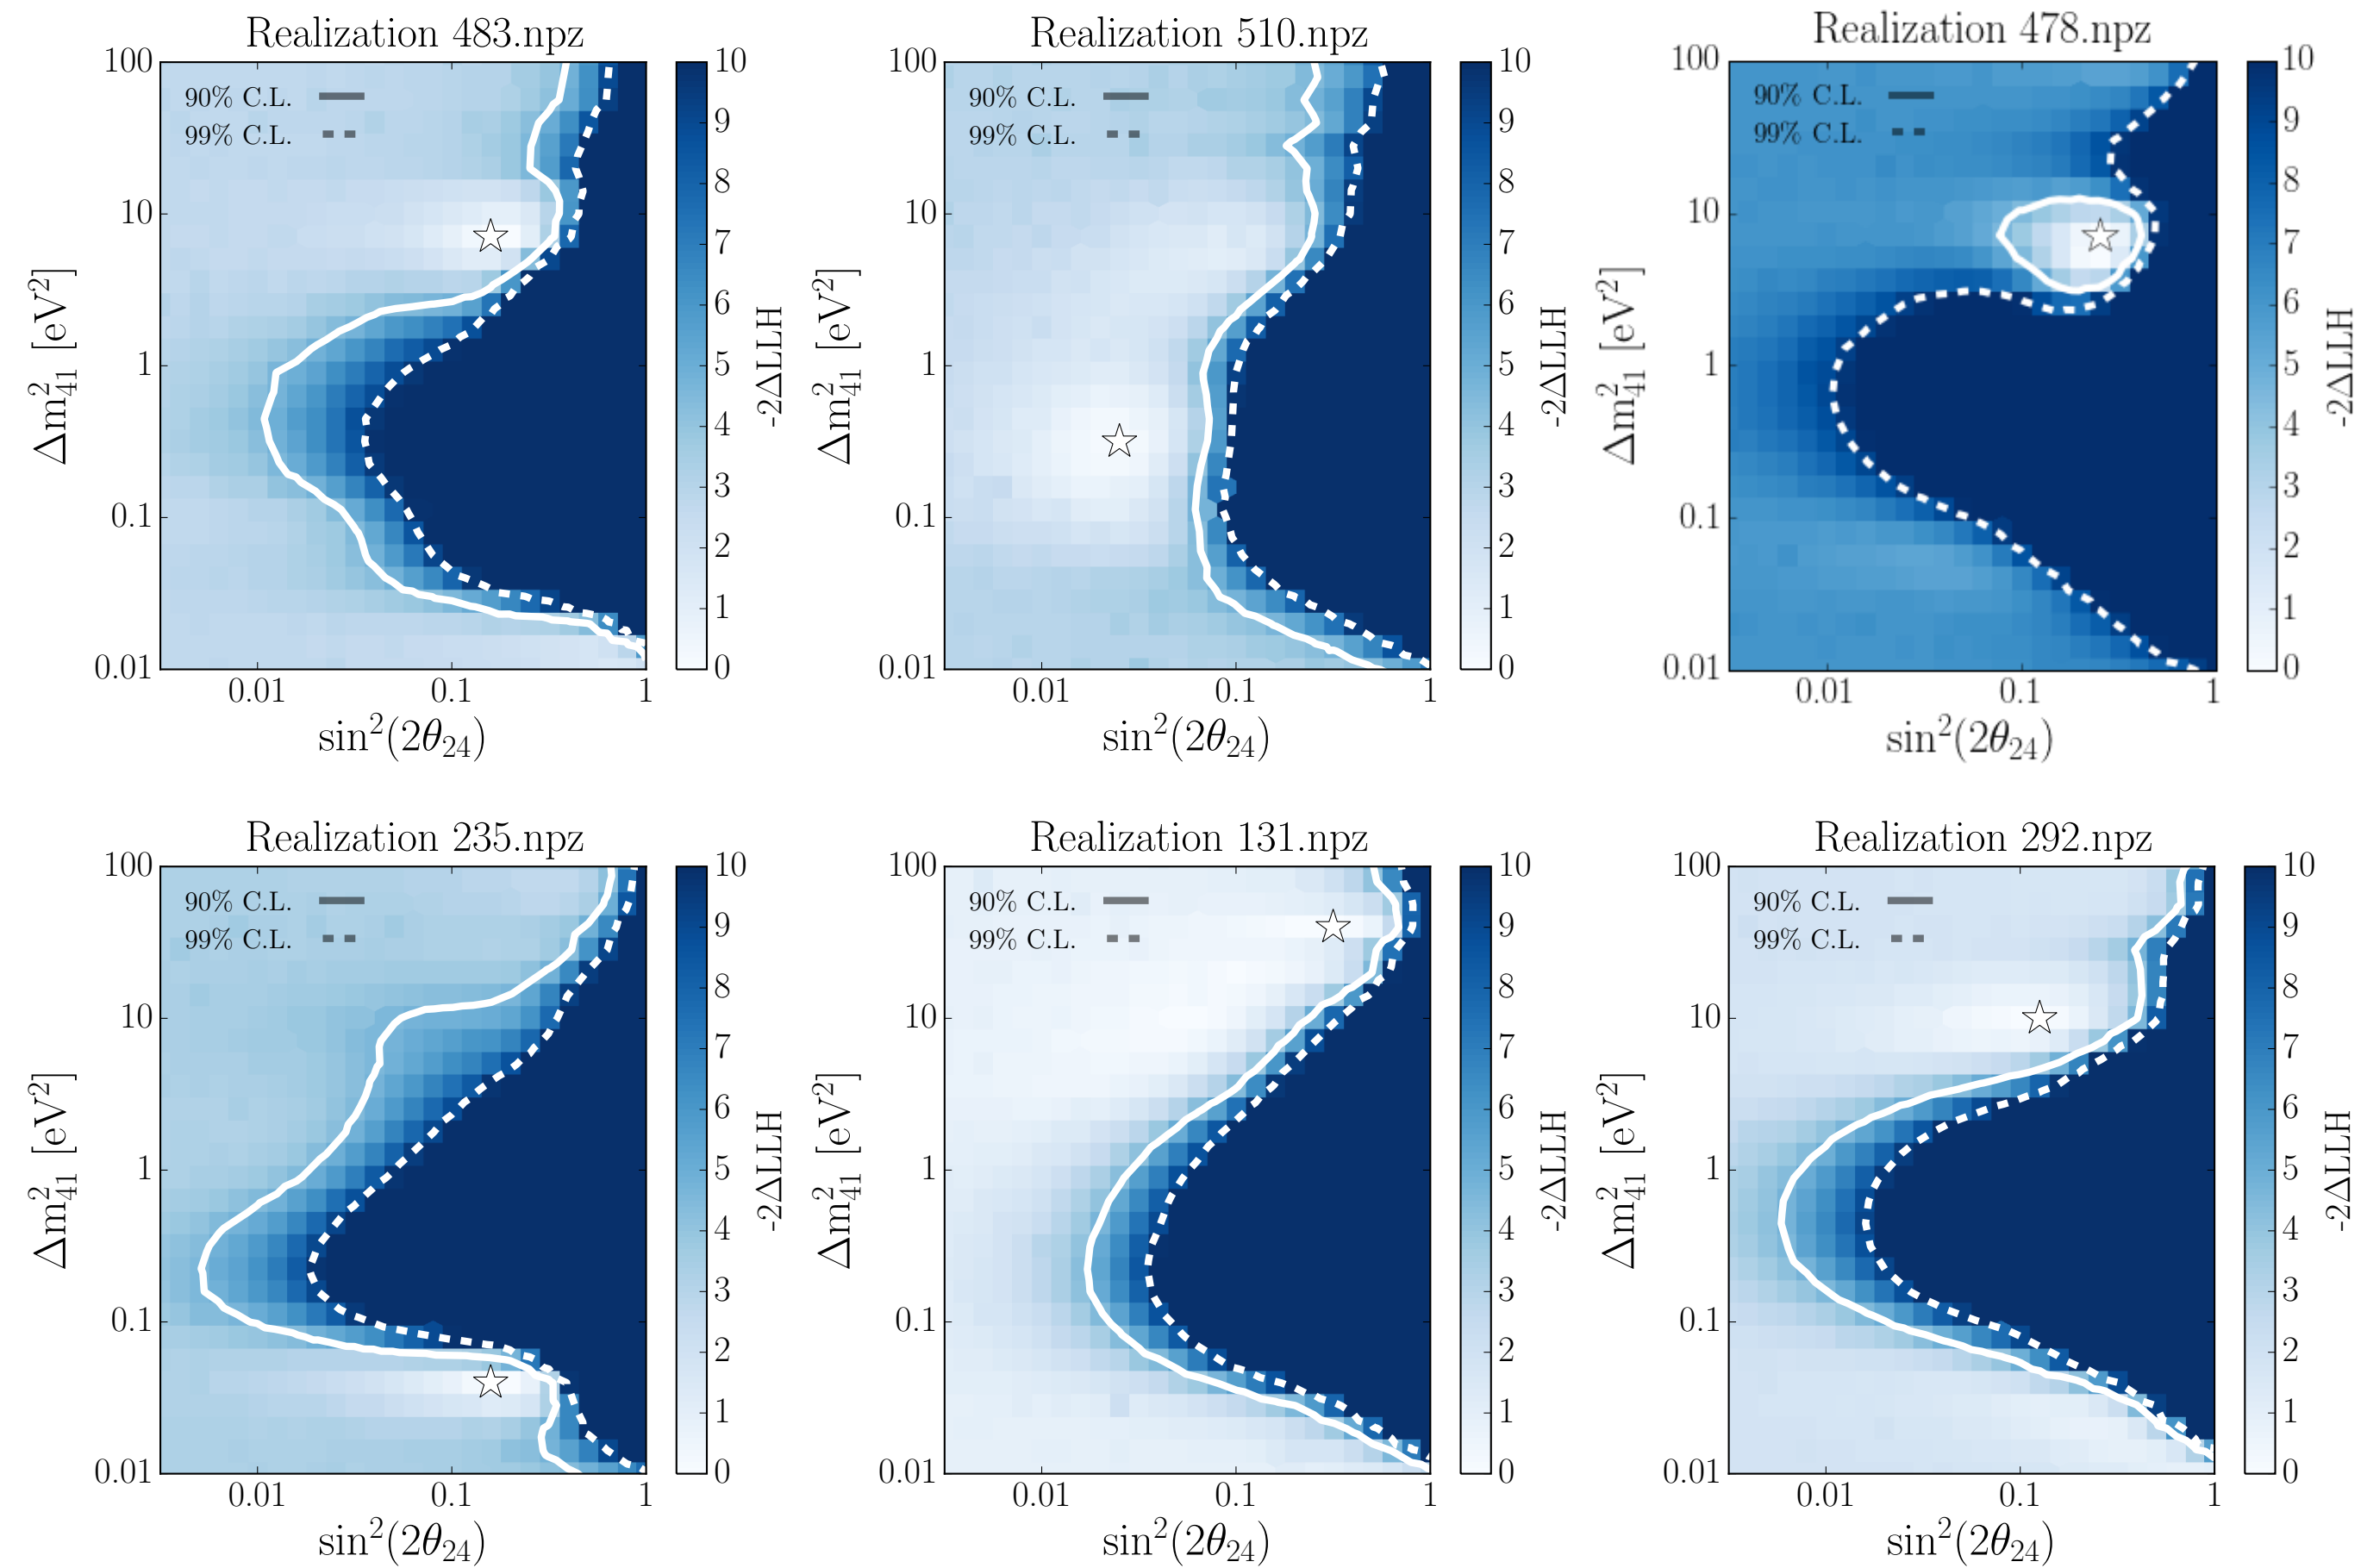 Realization 483.npz
90% C.L.
99% C.L.
100
10
1
0.1
0.01
0.01 0.1 1
sin²(2θ₂₄)
Δm²₄₁ [eV²]
10
9
8
7
6
5
4
3
2
1
0
-2ΔLLH
Realization 510.npz
90% C.L.
99% C.L.
100
10
1
0.1
0.01
0.01 0.1 1
sin²(2θ₂₄)
Δm²₄₁ [eV²]
10
9
8
7
6
5
4
3
2
1
0
-2ΔLLH
Realization 478.npz
90% C.L.
99% C.L.
100
10
1
0.1
0.01
0.01 0.1 1
sin²(2θ₂₄)
Δm²₄₁ [eV²]
10
9
8
7
6
5
4
3
2
1
0
-2ΔLLH
Realization 235.npz
90% C.L.
99% C.L.
100
10
1
0.1
0.01
0.01 0.1 1
sin²(2θ₂₄)
Δm²₄₁ [eV²]
10
9
8
7
6
5
4
3
2
1
0
-2ΔLLH
Realization 131.npz
90% C.L.
99% C.L.
100
10
1
0.1
0.01
0.01 0.1 1
sin²(2θ₂₄)
Δm²₄₁ [eV²]
10
9
8
7
6
5
4
3
2
1
0
-2ΔLLH
Realization 292.npz
90% C.L.
99% C.L.
100
10
1
0.1
0.01
0.01 0.1 1
sin²(2θ₂₄)
Δm²₄₁ [eV²]
10
9
8
7
6
5
4
3
2
1
0
-2ΔLLH